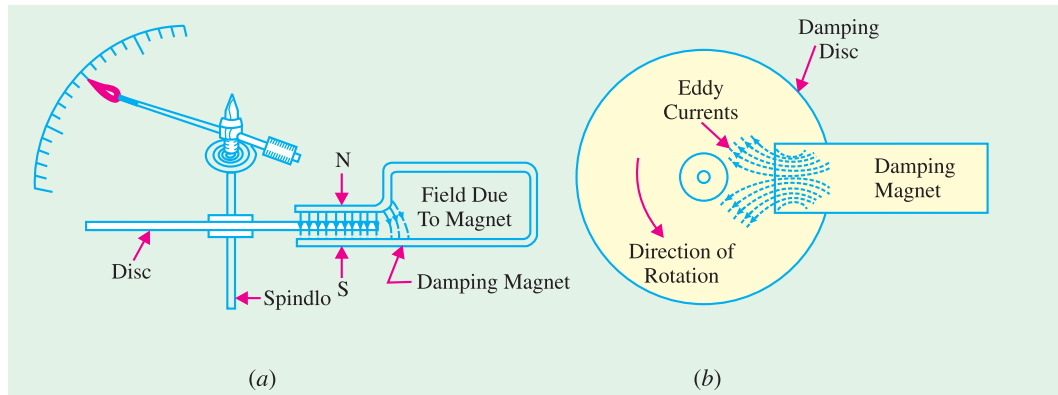 N
Field Due
To Magnet
Disc
Spindlo
S
Damping Magnet
(a)
Damping
Disc
Eddy
Currents
Damping
Magnet
Direction of
Rotation
(b)